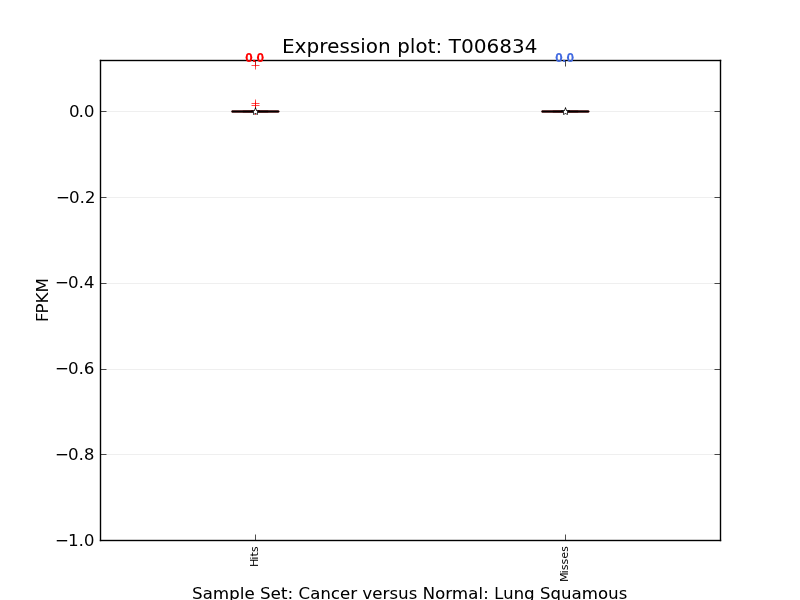 Expression plot: T006834
0.0 0.0
0.0
−0.2
−0.4
−0.6
−0.8
−1.0
FPKM
Hits
Misses
Sample Set: Cancer versus Normal: Lung Squamous